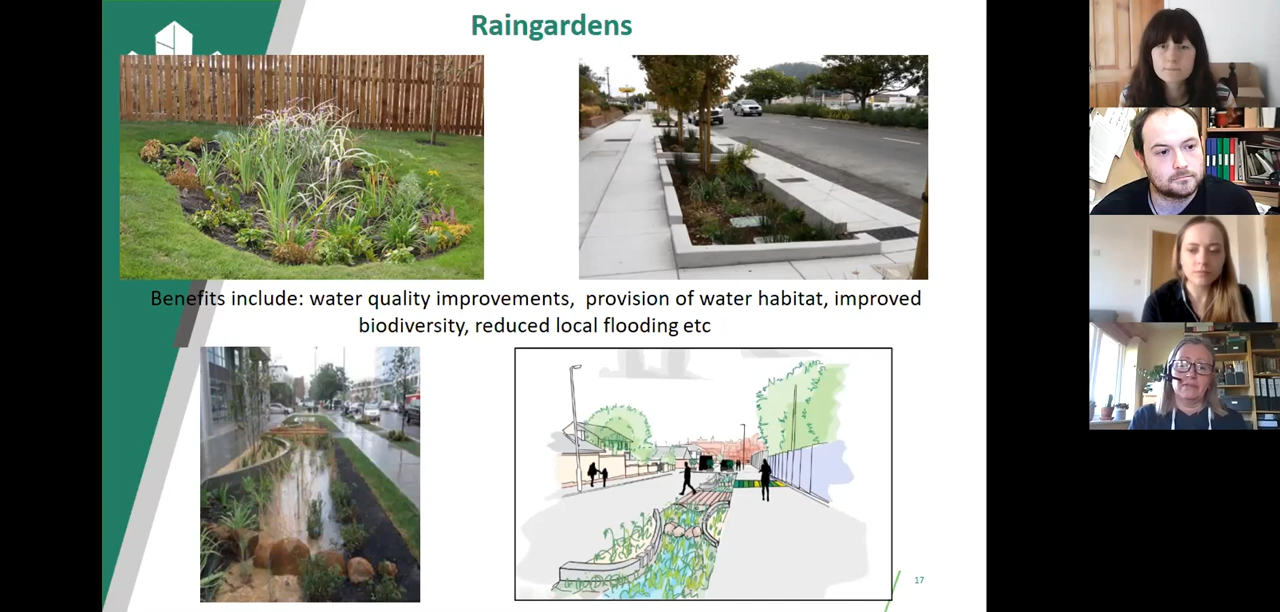 Raingardens
Benefits include: water quality improvements,  provision of water habitat, improved
biodiversity, reduced local flooding etc
17